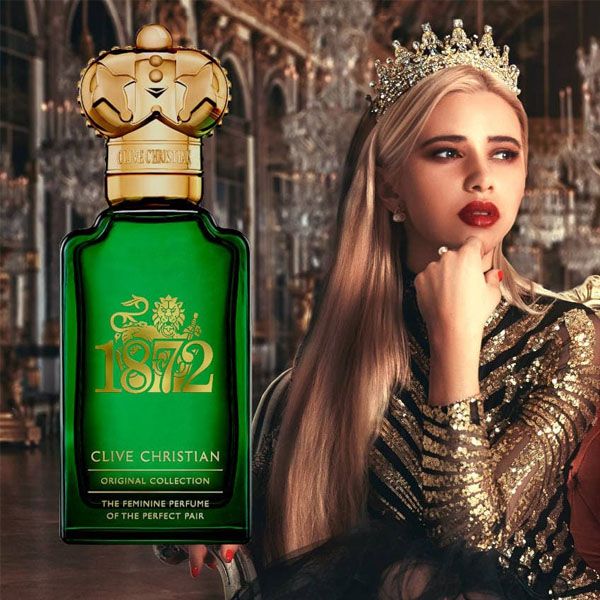 CLIVE CHRISTIAN
1872
CLIVE CHRISTIAN
ORIGINAL COLLECTION
THE FEMININE PERFUME
OF THE PERFECT PAIR